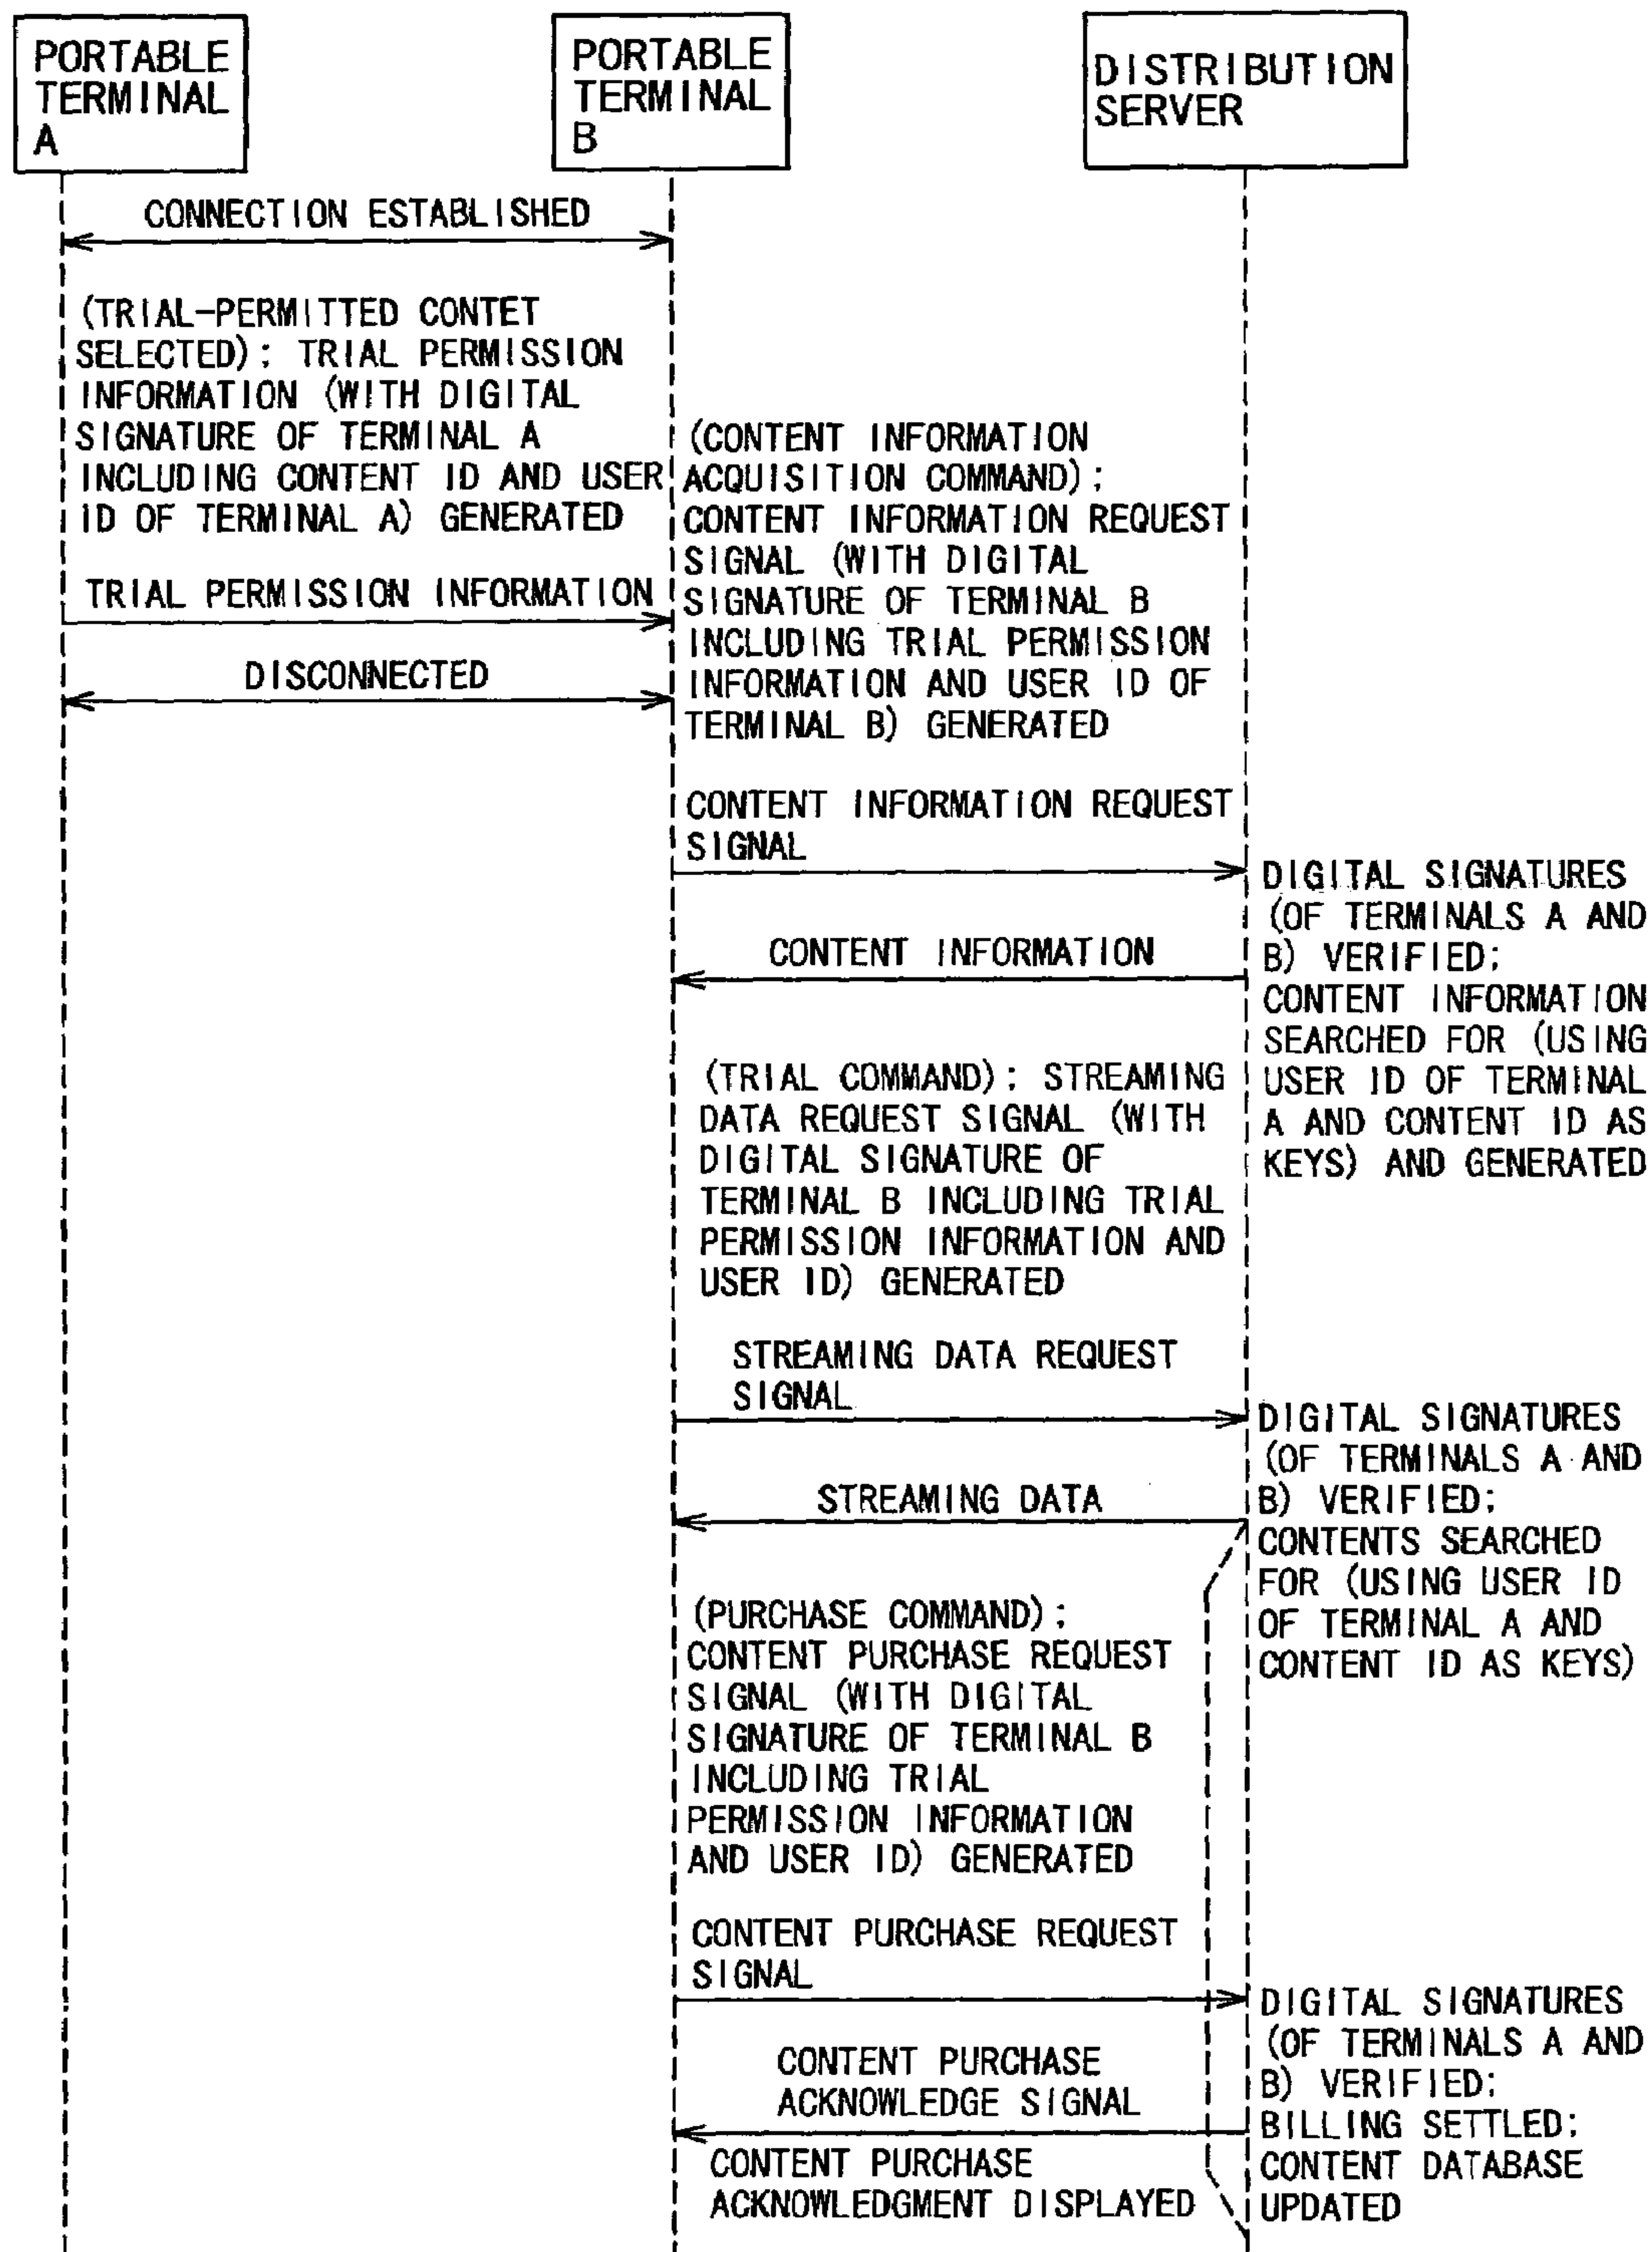 PORTABLE
TERMINAL
A
PORTABLE
TERMINAL
B
DISTRIBUTION
SERVER
CONNECTION ESTABLISHED
(TRIAL-PERMITTED CONTET
SELECTED); TRIAL PERMISSION
INFORMATION (WITH DIGITAL
SIGNATURE OF TERMINAL A
INCLUDING CONTENT ID AND USER
ID OF TERMINAL A) GENERATED
TRIAL PERMISSION INFORMATION
DISCONNECTED
(CONTENT INFORMATION
ACQUISITION COMMAND);
CONTENT INFORMATION REQUEST
SIGNAL (WITH DIGITAL
SIGNATURE OF TERMINAL B
INCLUDING TRIAL PERMISSION
INFORMATION AND USER ID OF
TERMINAL B) GENERATED
CONTENT INFORMATION REQUEST
SIGNAL
DIGITAL SIGNATURES
(OF TERMINALS A AND
B) VERIFIED;
CONTENT INFORMATION
SEARCHED FOR (USING
USER ID OF TERMINAL
A AND CONTENT ID AS
KEYS) AND GENERATED
CONTENT INFORMATION
(TRIAL COMMAND); STREAMING
DATA REQUEST SIGNAL (WITH
DIGITAL SIGNATURE OF
TERMINAL B INCLUDING TRIAL
PERMISSION INFORMATION AND
USER ID) GENERATED
STREAMING DATA REQUEST
SIGNAL
DIGITAL SIGNATURES
(OF TERMINALS A AND
B) VERIFIED;
CONTENTS SEARCHED
FOR (USING USER ID
OF TERMINAL A AND
CONTENT ID AS KEYS)
STREAMING DATA
(PURCHASE COMMAND);
CONTENT PURCHASE REQUEST
SIGNAL (WITH DIGITAL
SIGNATURE OF TERMINAL B
INCLUDING TRIAL
PERMISSION INFORMATION
AND USER ID) GENERATED
CONTENT PURCHASE REQUEST
SIGNAL
DIGITAL SIGNATURES
(OF TERMINALS A AND
B) VERIFIED;
BILLING SETTLED;
CONTENT DATABASE
UPDATED
CONTENT PURCHASE
ACKNOWLEDGE SIGNAL
CONTENT PURCHASE
ACKNOWLEDGMENT DISPLAYED